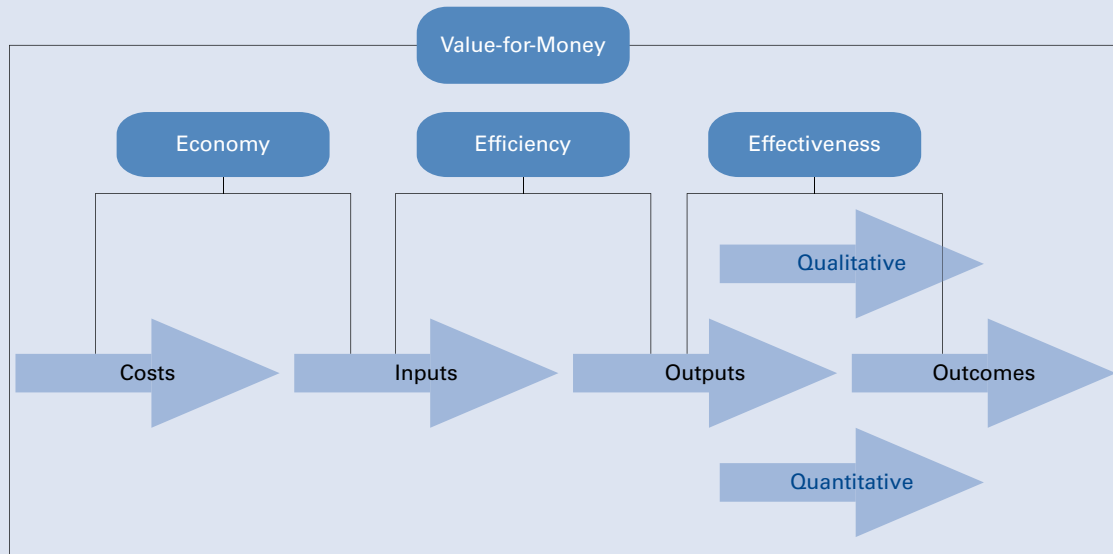 Value-for-Money
Economy
Efficiency
Effectiveness
Qualitative
Costs
Inputs
Outputs
Outcomes
Quantitative